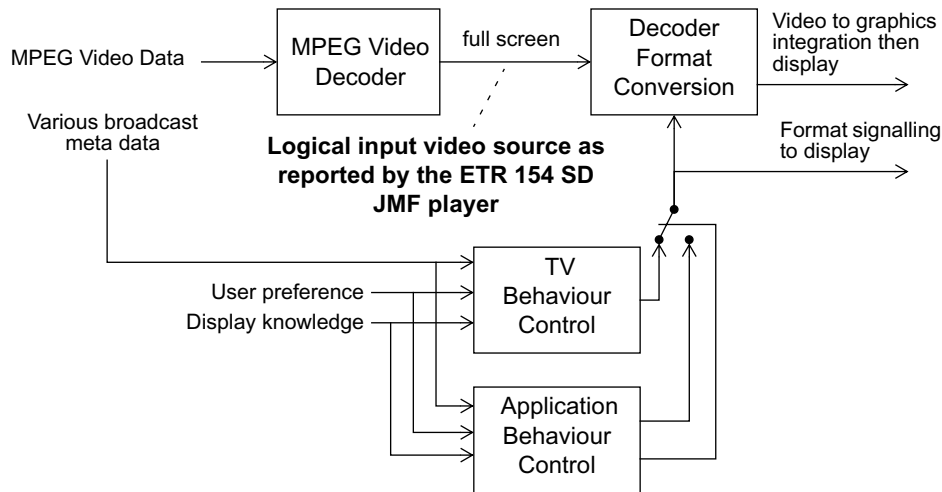 MPEG Video Data
MPEG Video
Decoder
full screen
Decoder
Format
Conversion
Video to graphics
integration then
display
Various broadcast
meta data
Logical input video source as
reported by the ETR 154 SD
JMF player
Format signalling
to display
User preference
Display knowledge
TV
Behaviour
Control
Application
Behaviour
Control